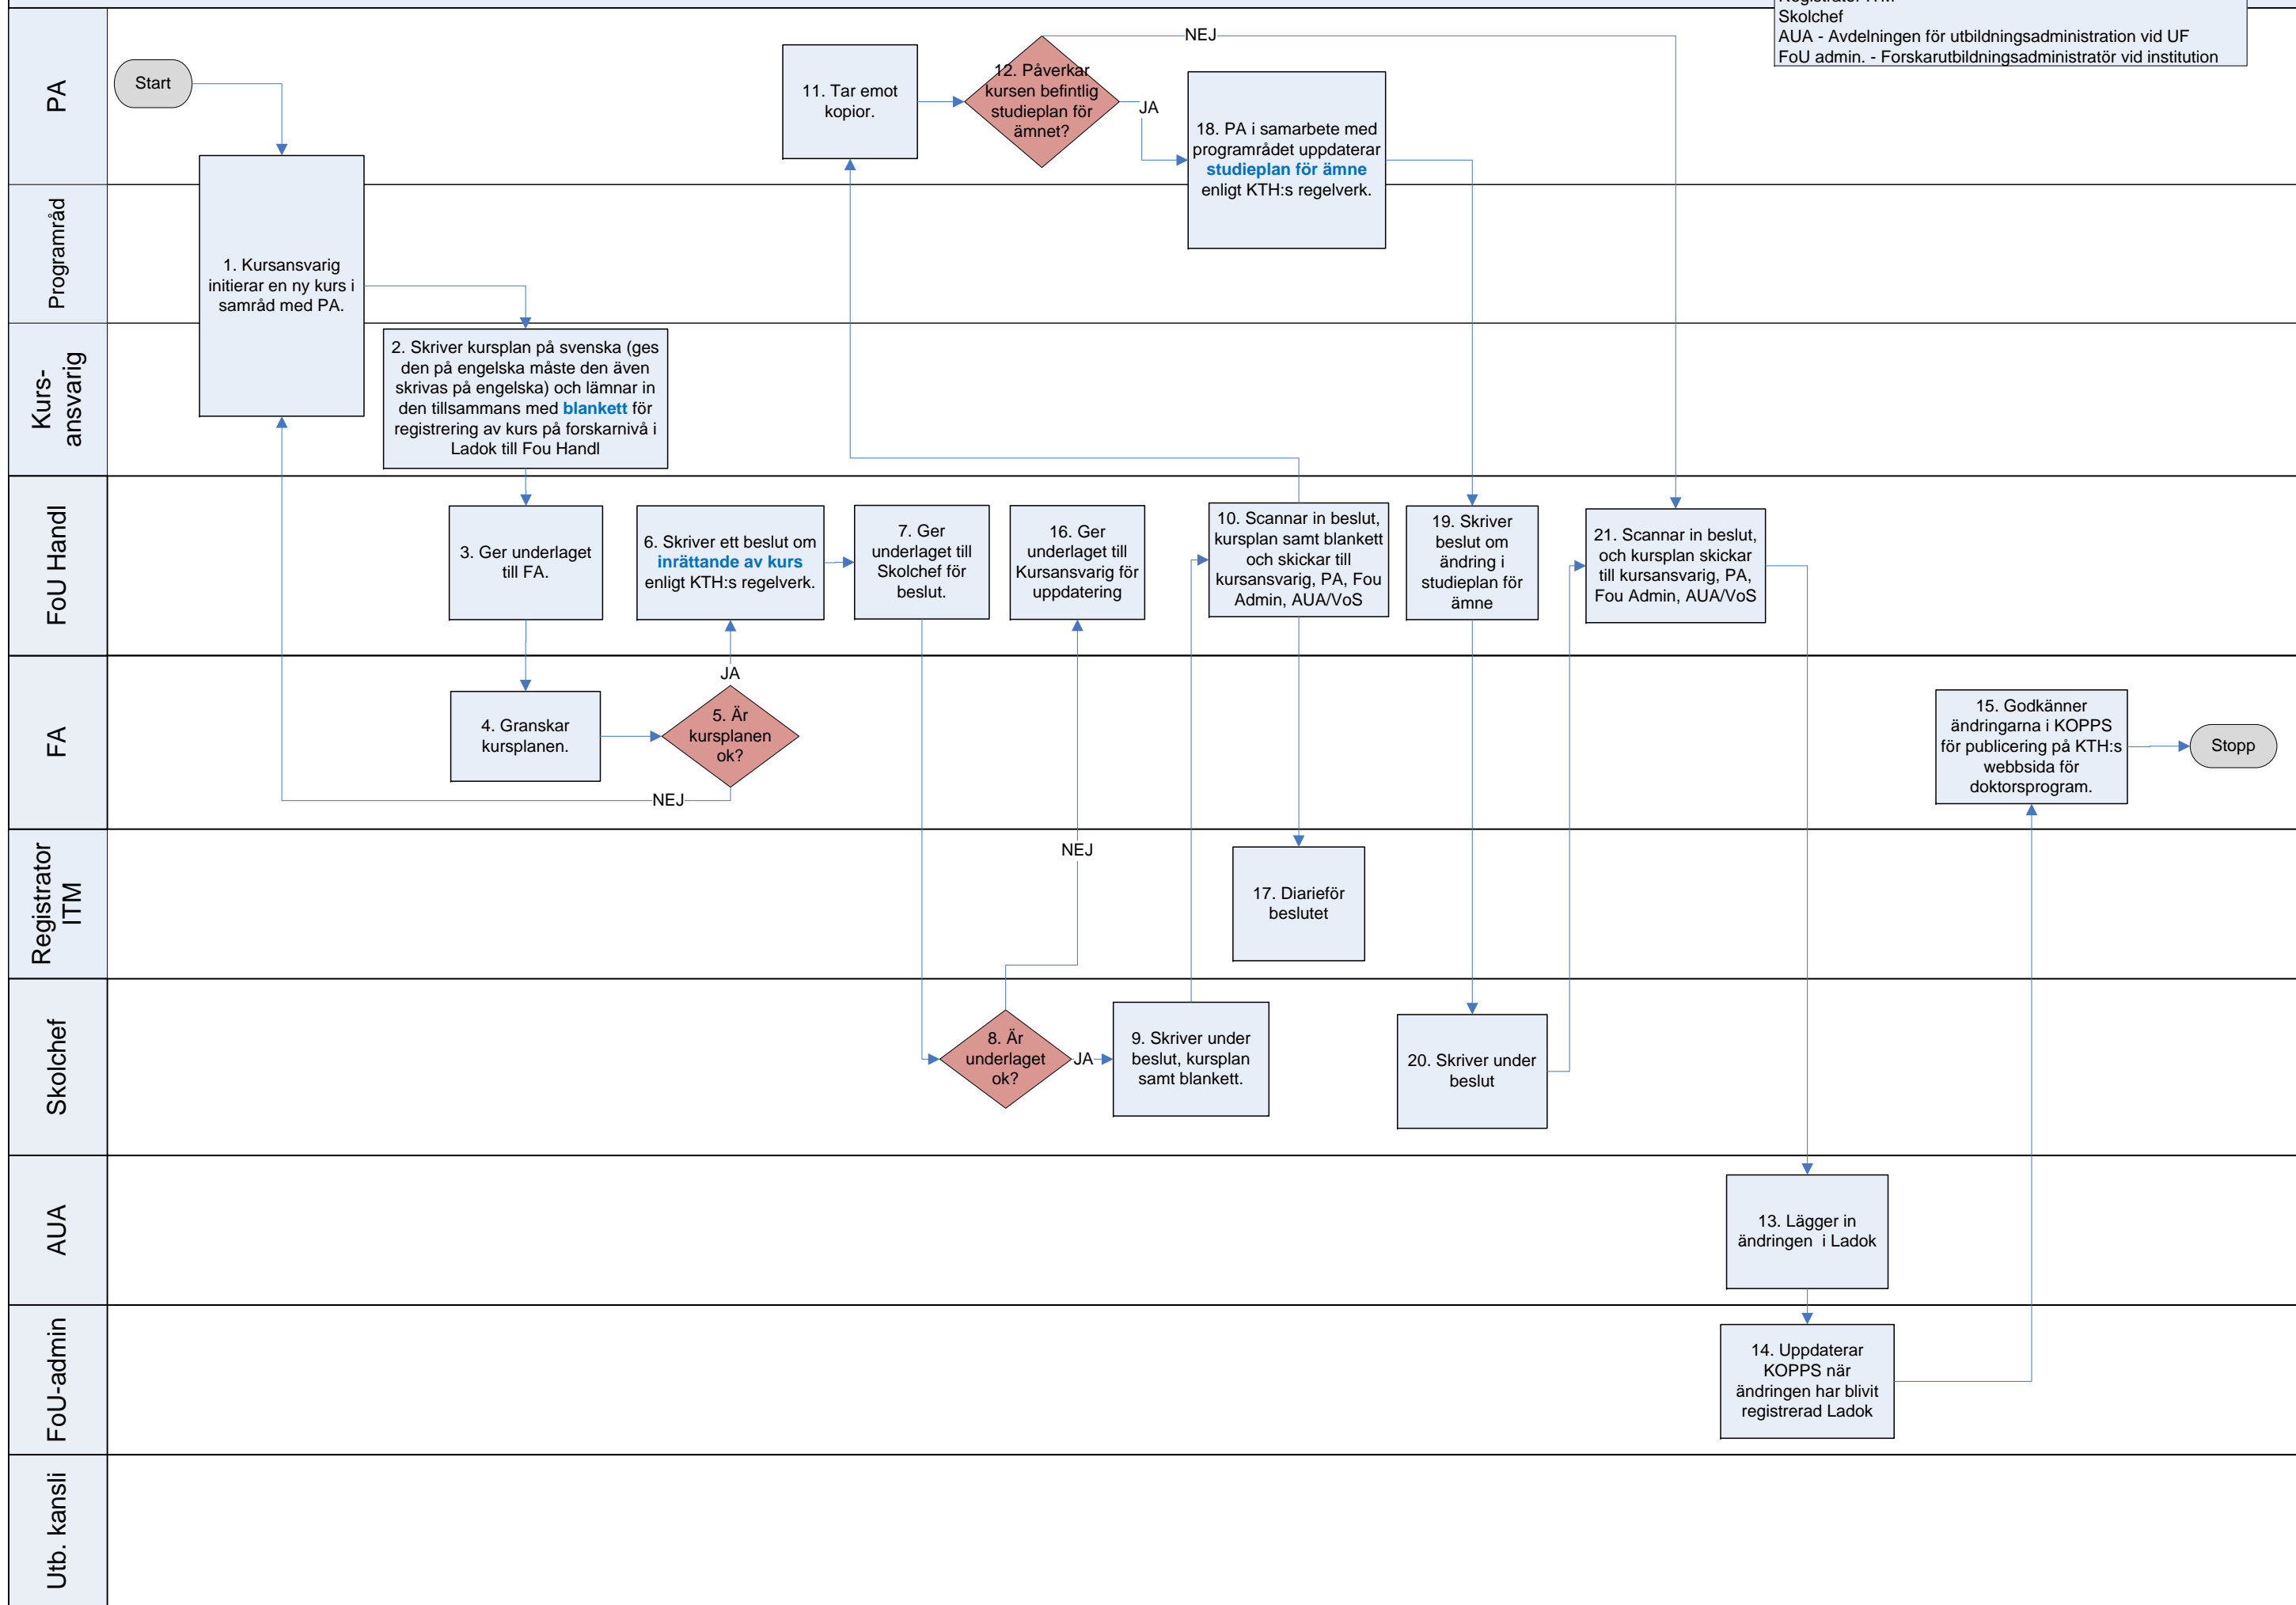 Skolchef
AUA - Avdelningen för utbildningsadministration vid UF
FoU admin. - Forskarutbildningsadministratör vid institution
PA
Start
11. Tar emot
kopior.
12. Påverkar
kursen befintlig
studieplan för
ämnet?
NEJ
JA
18. PA i samarbete med
programrådet uppdaterar
studieplan för ämne
enligt KTH:s regelverk.
Programråd
1. Kursansvarig
initierar en ny kurs i
samråd med PA.
Kurs-
ansvarig
2. Skriver kursplan på svenska (ges
den på engelska måste den även
skrivas på engelska) och lämnar in
den tillsammans med blankett för
registrering av kurs på forskarnivå i
Ladok till Fou Handl
FoU Handl
3. Ger underlaget
till FA.
6. Skriver ett beslut om
inrättande av kurs
enligt KTH:s regelverk.
7. Ger
underlaget till
Skolchef för
beslut.
16. Ger
underlaget till
Kursansvarig för
uppdatering
10. Scannar in beslut,
kursplan samt blankett
och skickar till
kursansvarig, PA, Fou
Admin, AUA/VoS
19. Skriver
beslut om
ändring i
studieplan för
ämne
21. Scannar in beslut,
och kursplan skickar
till kursansvarig, PA,
Fou Admin, AUA/VoS
FA
4. Granskar
kursplanen.
JA
5. Är
kursplanen
ok?
NEJ
15. Godkänner
ändringarna i KOPPS
för publicering på KTH:s
webbsida för
doktorsprogram.
Stopp
Registrator
ITM
NEJ
17. Diarieför
beslutet
Skolchef
8. Är
underlaget
ok?
JA
9. Skriver under
beslut, kursplan
samt blankett.
20. Skriver under
beslut
AUA
13. Lägger in
ändringen  i Ladok
FoU-admin
14. Uppdaterar
KOPPS när
ändringen har blivit
registrerad Ladok
Utb. kansli